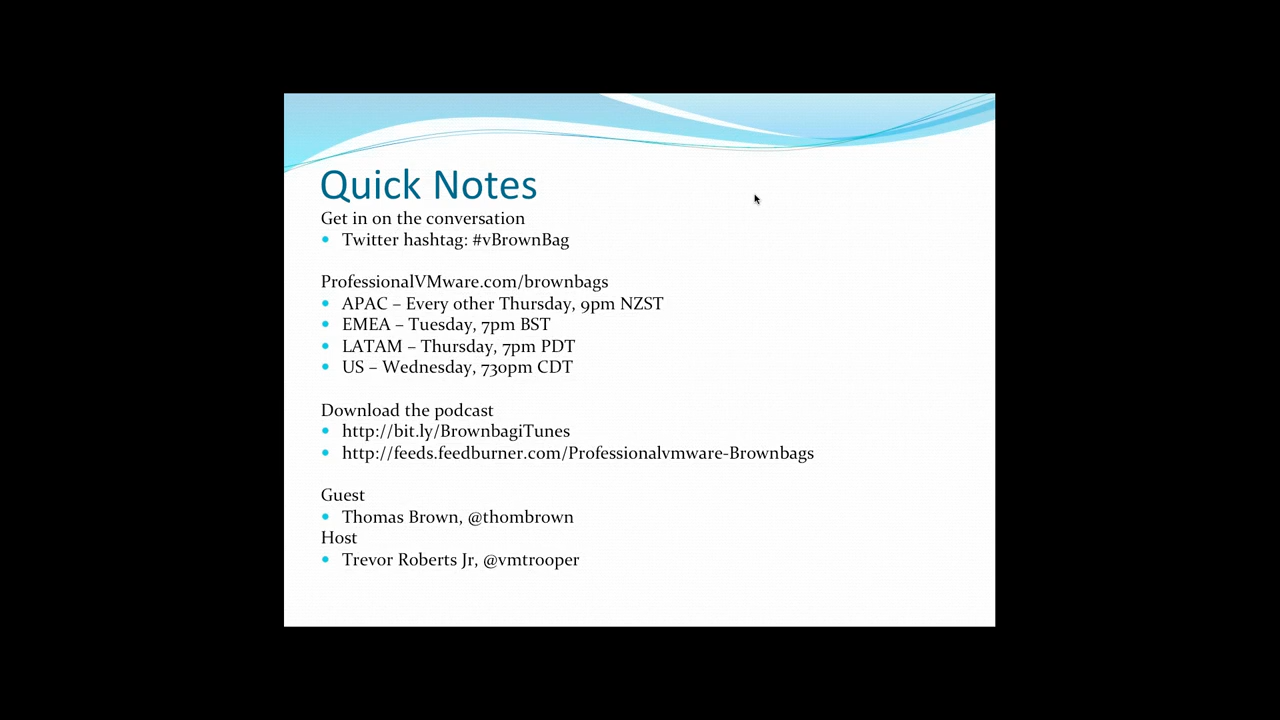 Quick Notes
Get in on the conversation
• Twitter hashtag: #vBrownBag
ProfessionalVMware.com/brownbags
• APAC – Every other Thursday, 9pm NZST
• EMEA – Tuesday, 7pm BST
• LATAM – Thursday, 7pm PDT
• US – Wednesday, 730pm CDT
Download the podcast
• http://bit.ly/BrownbagiTunes
• http://feeds.feedburner.com/Professionalvmware-Brownbags
Guest
• Thomas Brown, @thombrown
Host
• Trevor Roberts Jr, @vmtrooper